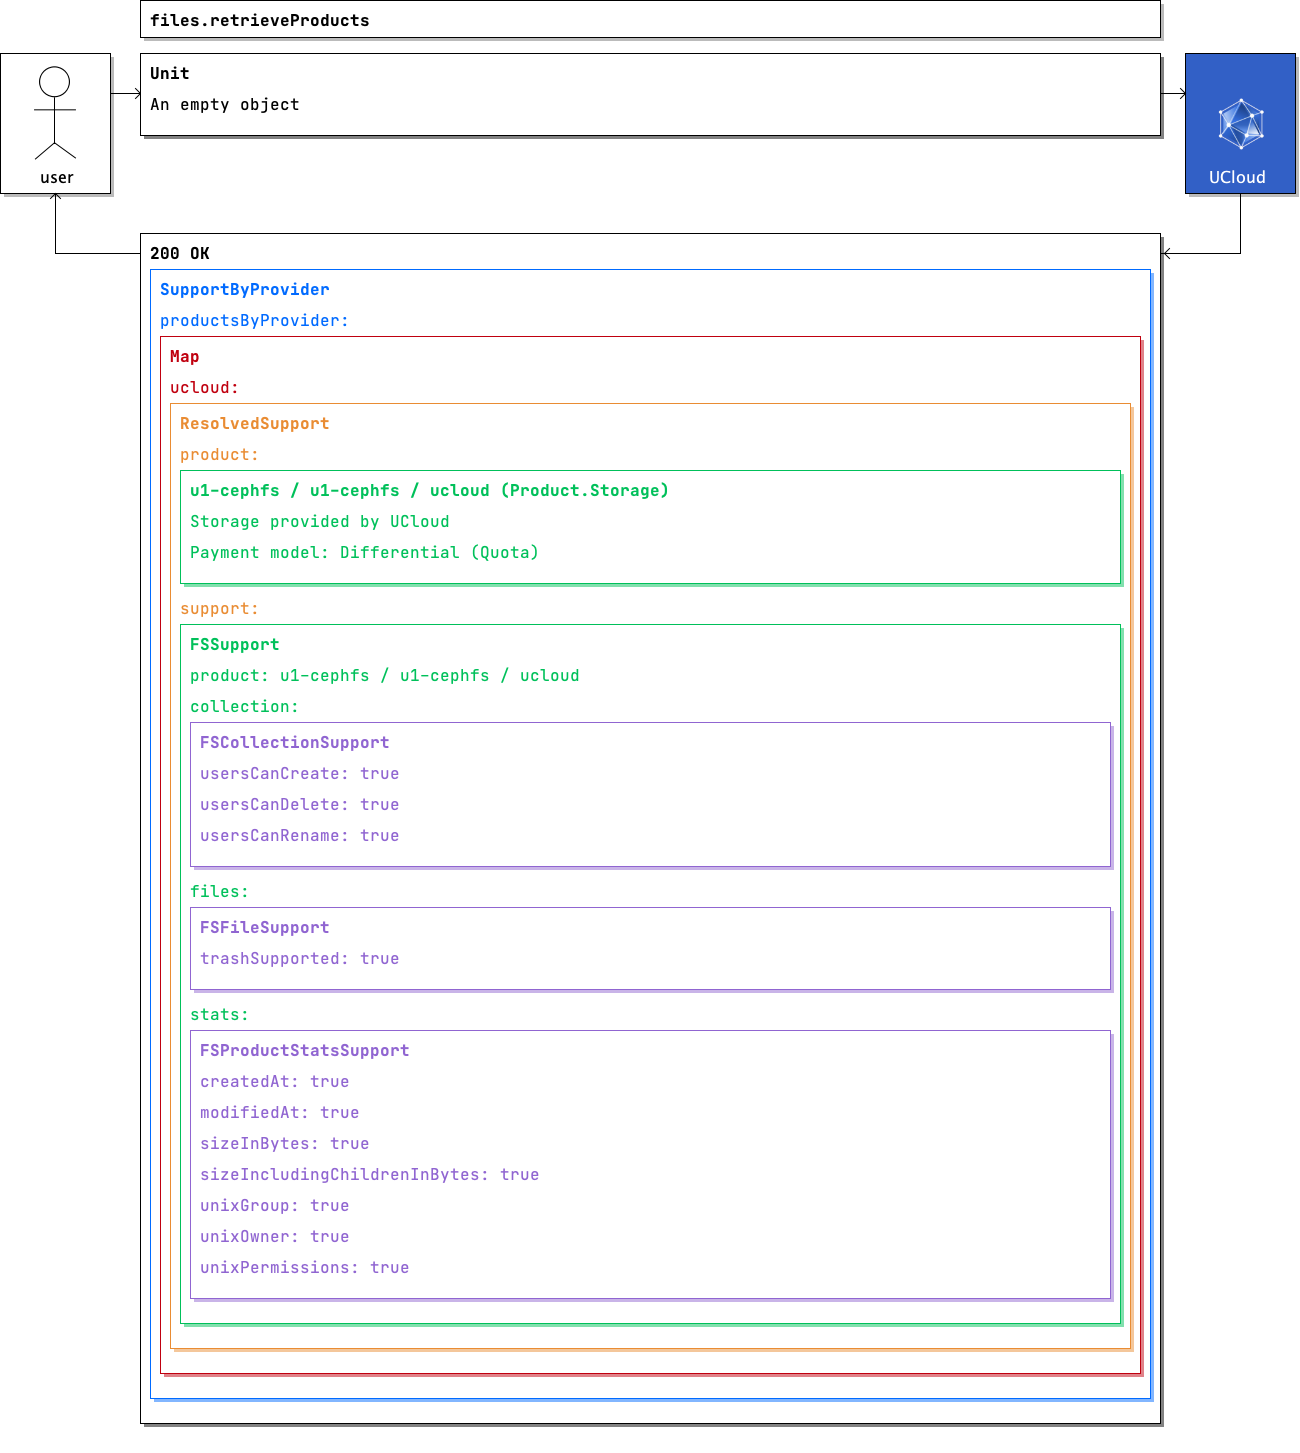 files.retrieveProducts
Unit
An empty object
user
UCloud
200 OK
SupportByProvider
productsByProvider:
Map
ucloud:
ResolvedSupport
product:
u1-cephfs / u1-cephfs / ucloud (Product.Storage)
Storage provided by UCloud
Payment model: Differential (Quota)
support:
FSSupport
product: u1-cephfs / u1-cephfs / ucloud
collection:
FSCollectionSupport
usersCanCreate: true
usersCanDelete: true
usersCanRename: true
files:
FSFileSupport
trashSupported: true
stats:
FSProductStatsSupport
createdAt: true
modifiedAt: true
sizeInBytes: true
sizeIncludingChildrenInBytes: true
unixGroup: true
unixOwner: true
unixPermissions: true